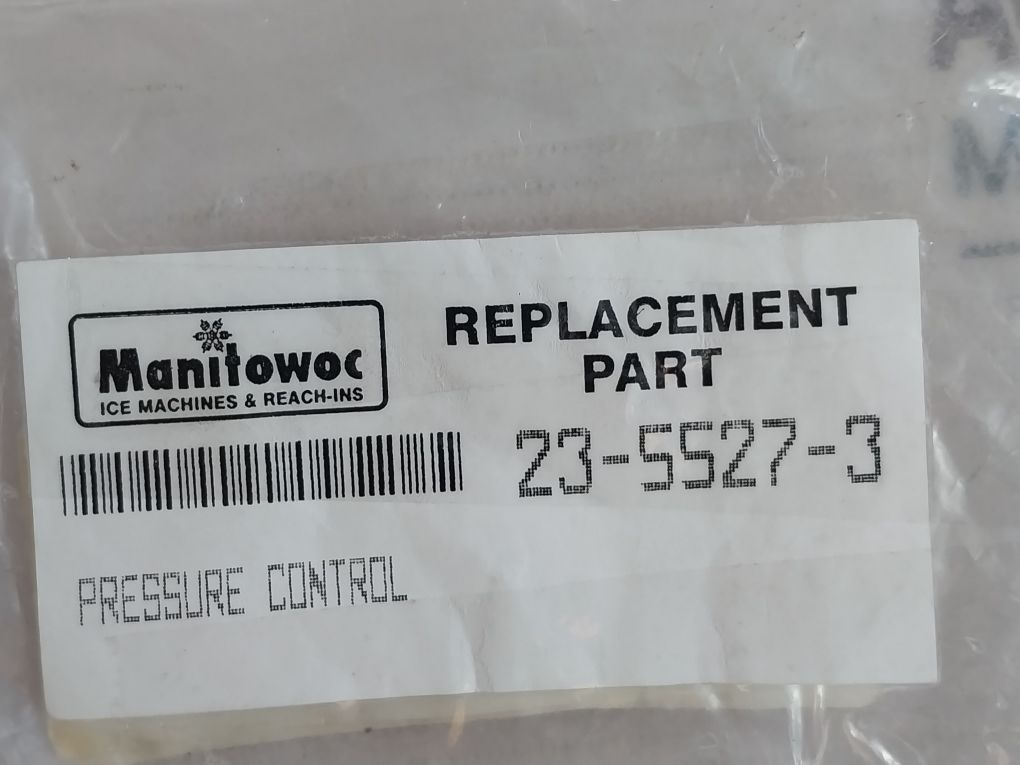 Manitowoc
ICE MACHINES & REACH-INS
REPLACEMENT
PART
23-5527-3
PRESSURE CONTROL